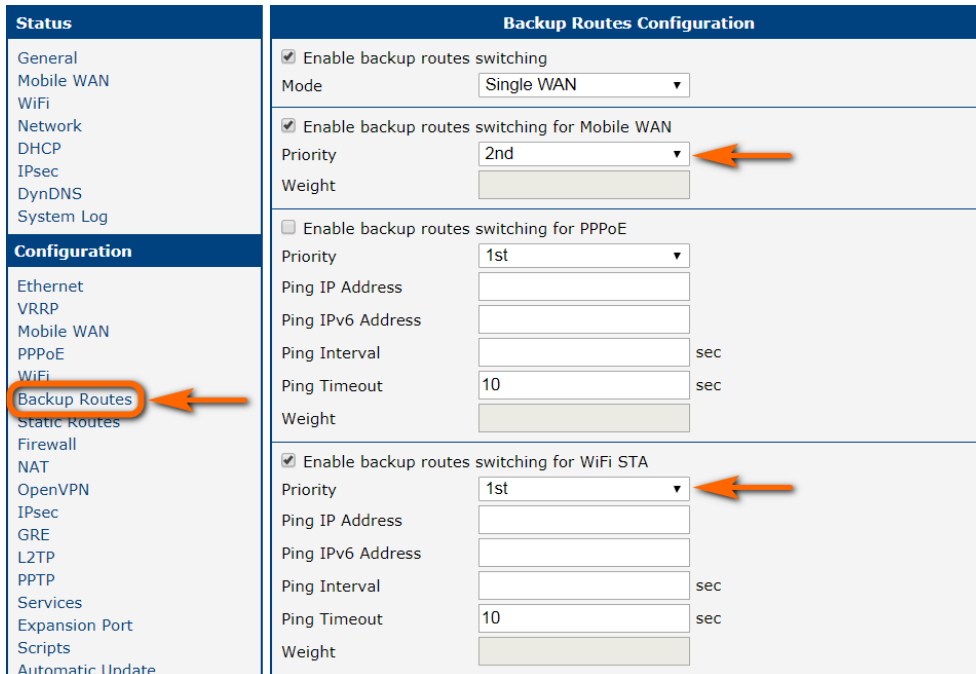 Status
General
Mobile WAN
WiFi
Network
DHCP
IPsec
DynDNS
System Log
Configuration
Ethernet
VRRP
Mobile WAN
PPPoE
WiFi
Backup Routes
Static Routes
Firewall
NAT
OpenVPN
IPsec
GRE
L2TP
PPTP
Services
Expansion Port
Scripts
Automatic Update
Backup Routes Configuration
Enable backup routes switching
Mode Single WAN
Enable backup routes switching for Mobile WAN
Priority 2nd
Weight
Enable backup routes switching for PPPoE
Priority 1st
Ping IP Address
Ping IPv6 Address
Ping Interval sec
Ping Timeout 10 sec
Weight
Enable backup routes switching for WiFi STA
Priority 1st
Ping IP Address
Ping IPv6 Address
Ping Interval sec
Ping Timeout 10 sec
Weight